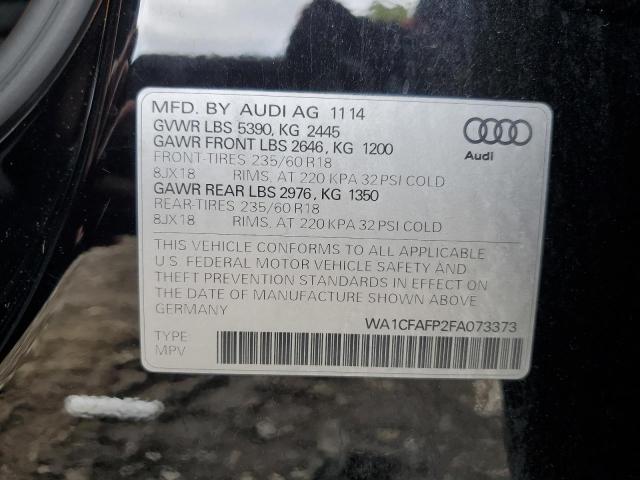 MFD. BY AUDI AG 1114
GVWR LBS 5390, KG 2445
GAWR FRONT LBS 2646, KG 1200
FRONT-TIRES 235/60 R18
8JX18 RIMS, AT 220 KPA 32 PSI COLD
GAWR REAR LBS 2976, KG 1350
REAR-TIRES 235/60 R18
8JX18 RIMS, AT 220 KPA 32 PSI COLD
Audi
THIS VEHICLE CONFORMS TO ALL APPLICABLE
U.S. FEDERAL MOTOR VEHICLE SAFETY AND
THEFT PREVENTION STANDARDS IN EFFECT ON
THE DATE OF MANUFACTURE SHOWN ABOVE
GERMANY
WA1CFAFP2FA073373
TYPE:
MPV